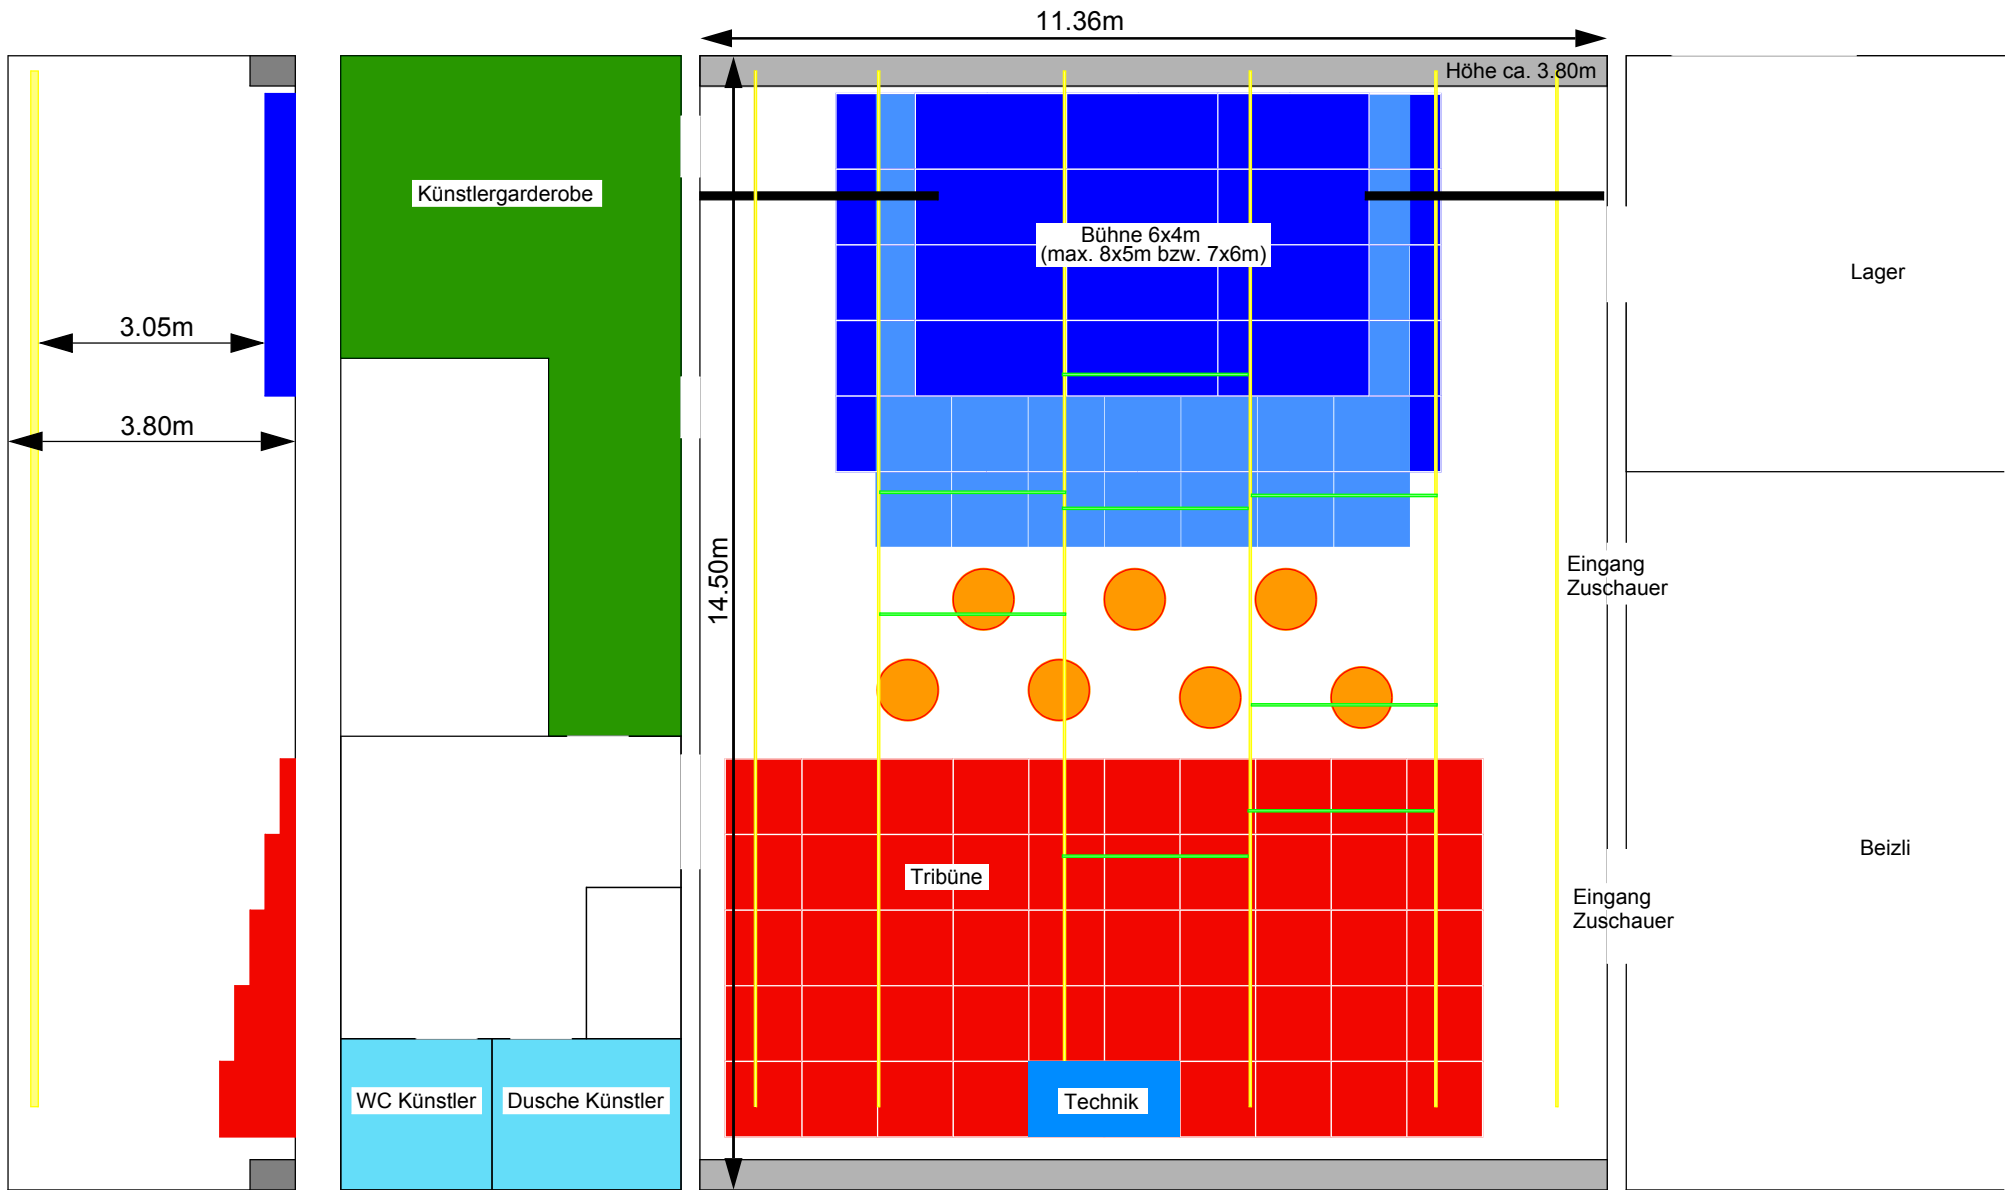 11.36m
Höhe ca. 3.80m
Künstlergarderobe
Bühne 6x4m
(max. 8x5m bzw. 7x6m)
Lager
3.05m
3.80m
14.50m
Eingang
Zuschauer
Beizli
Tribüne
Eingang
Zuschauer
WC Künstler
Dusche Künstler
Technik